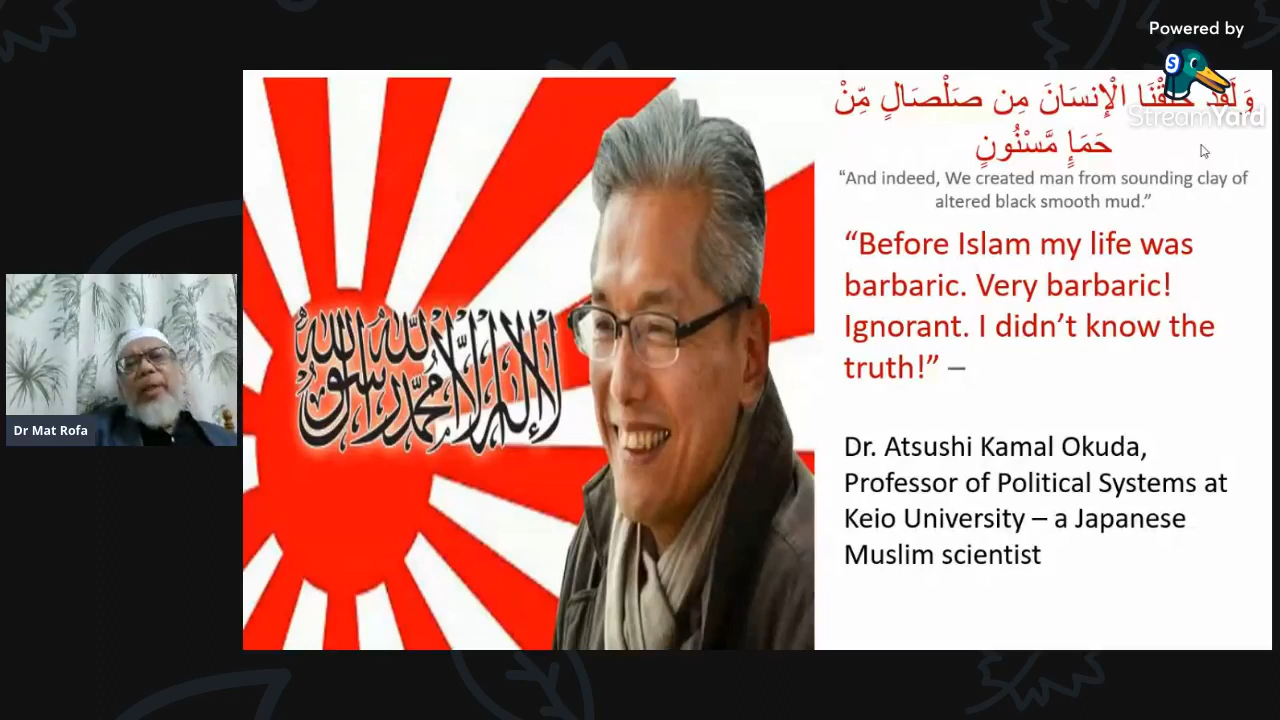 Powered by
StreamYard
وَلَقَدْ خَلَقْنَا الْإِنسَانَ مِن صَلْصَالٍ مِّنْ
حَمَإٍ مَّسْنُونٍ
“And indeed, We created man from sounding clay of
altered black smooth mud.”
“Before Islam my life was
barbaric. Very barbaric!
Ignorant. I didn’t know the
truth!” –
Dr. Atsushi Kamal Okuda,
Professor of Political Systems at
Keio University – a Japanese
Muslim scientist
لا إله إلا الله محمد رسول الله
Dr Mat Rofa